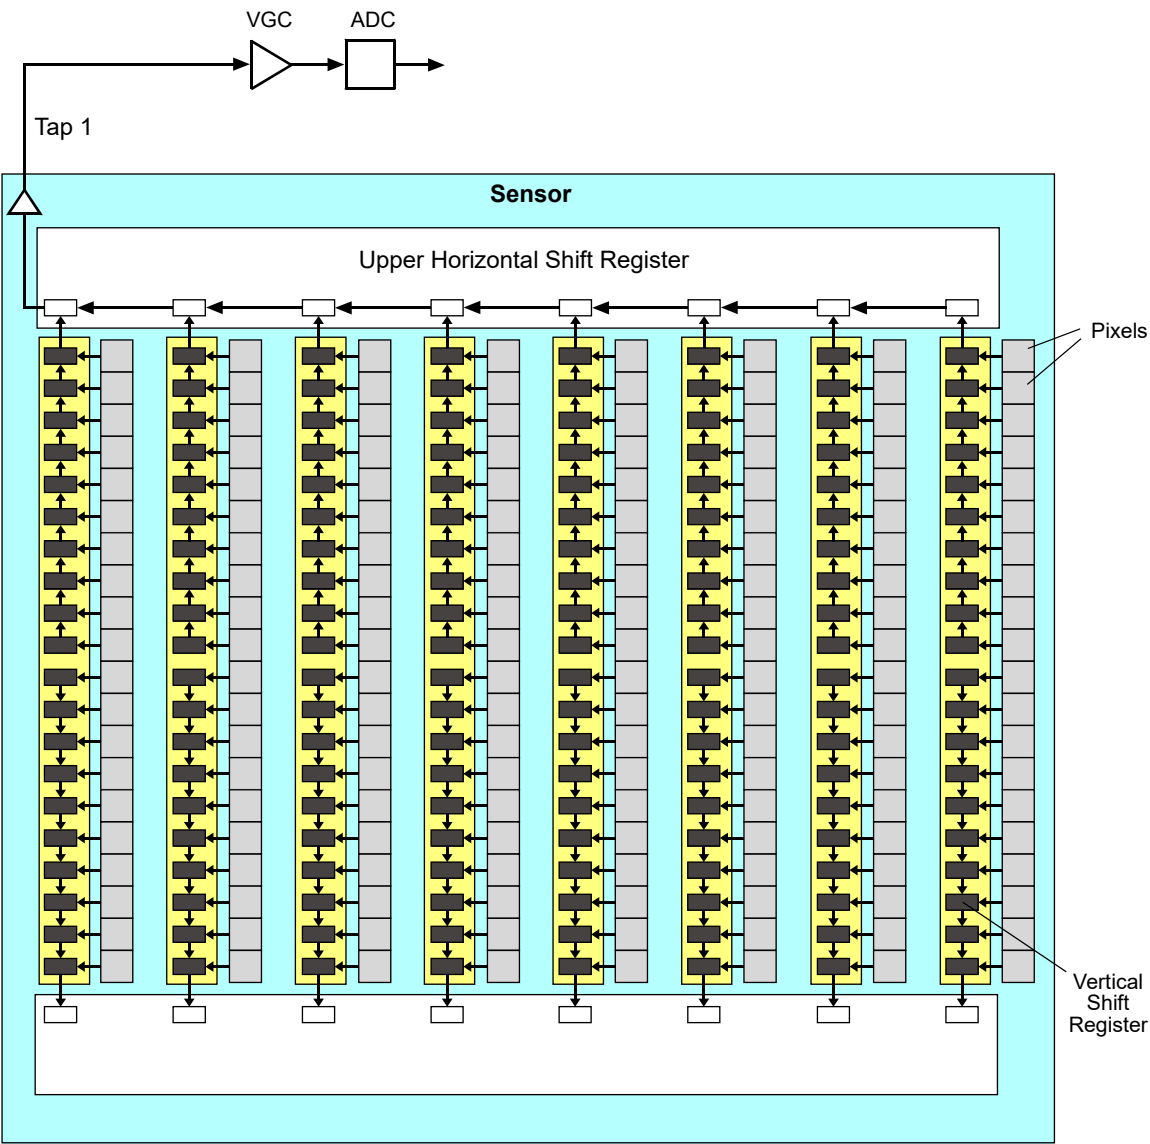 VGC ADC
Tap 1
Sensor
Upper Horizontal Shift Register
Pixels
Vertical
Shift
Register